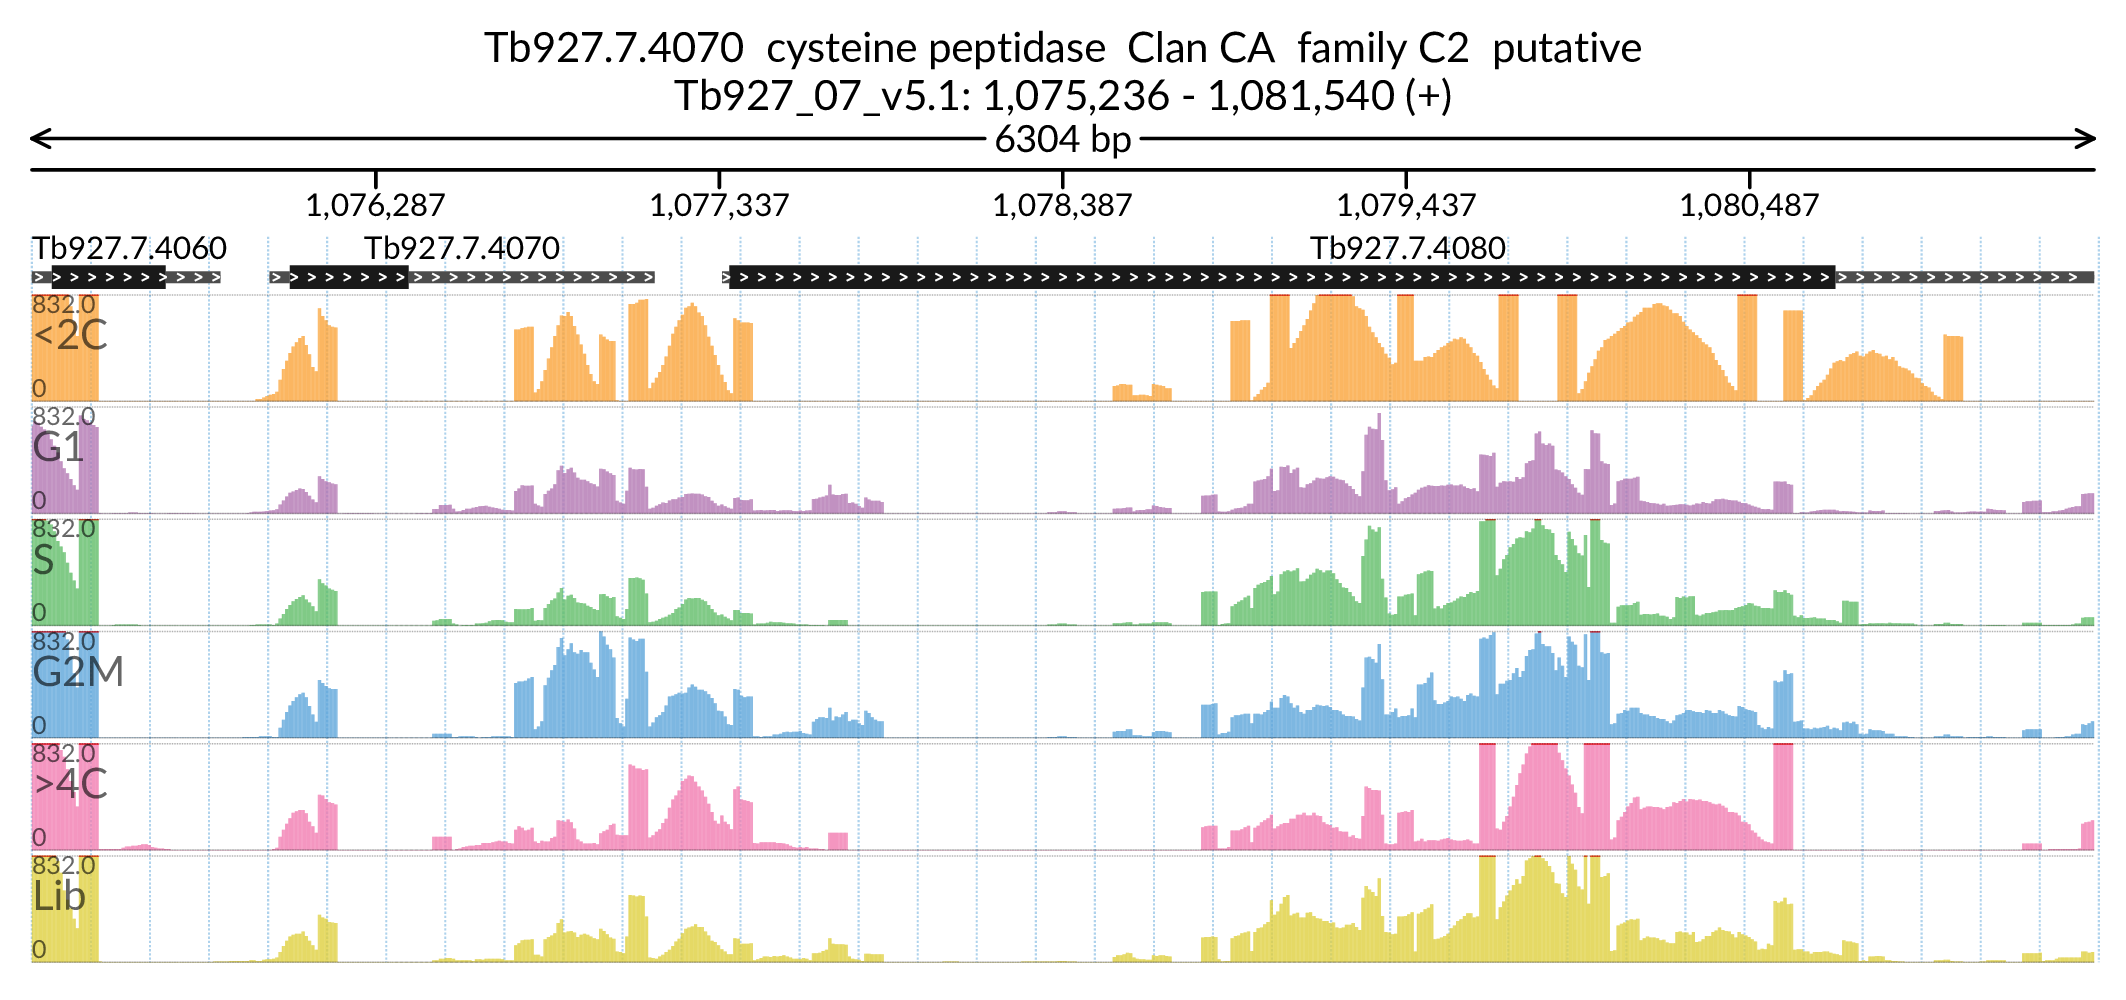 Tb927.7.4070  cysteine peptidase  Clan CA  family C2  putative
Tb927_07_v5.1: 1,075,236 - 1,081,540 (+)
6304 bp
1,076,287 1,077,337 1,078,387 1,079,437 1,080,487
Tb927.7.4060 Tb927.7.4070 Tb927.7.4080
832.0
<2C
0
832.0
G1
0
832.0
S
0
832.0
G2M
0
832.0
>4C
0
832.0
Lib
0